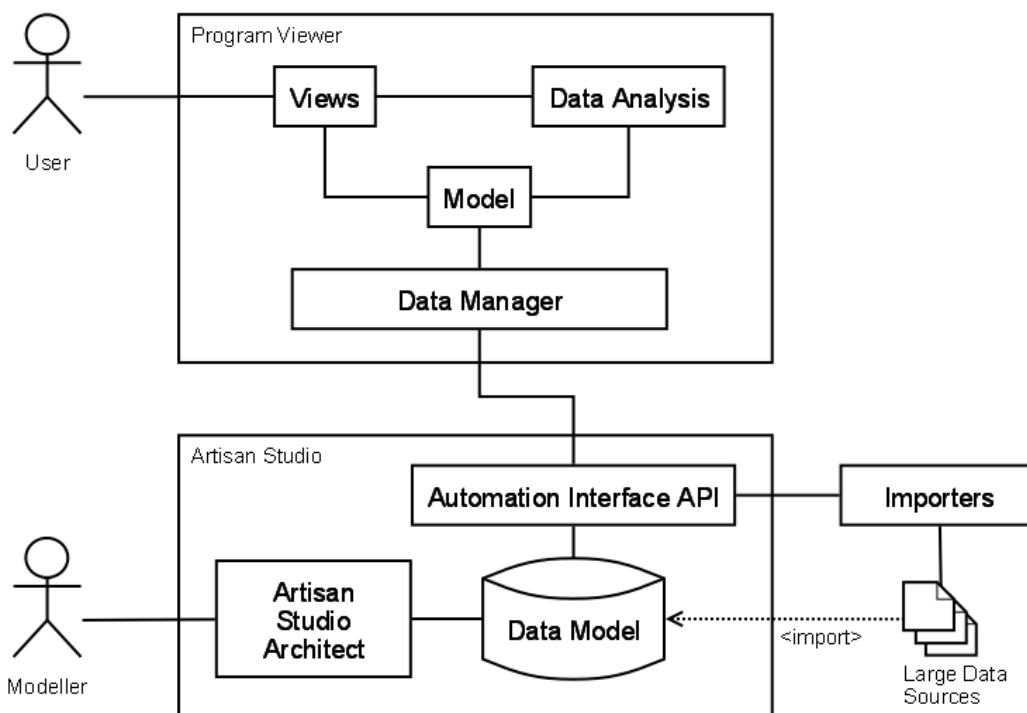 Program Viewer
Views
Data Analysis
User
Model
Data Manager
Artisan Studio
Automation Interface API
Importers
Artisan
Studio
Architect
Data Model
<import>
Modeller
Large Data
Sources